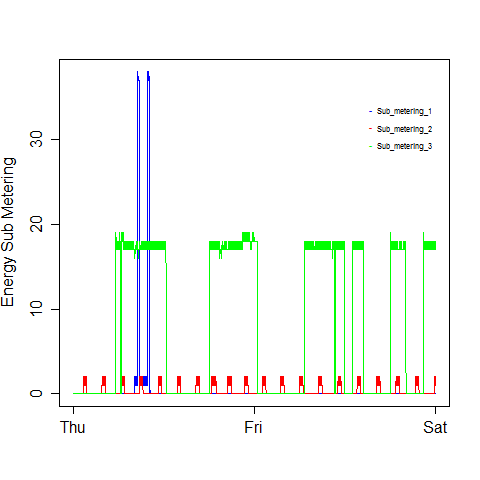 Energy Sub Metering
30
20
10
0
Sub_metering_1
Sub_metering_2
Sub_metering_3
Thu Fri Sat